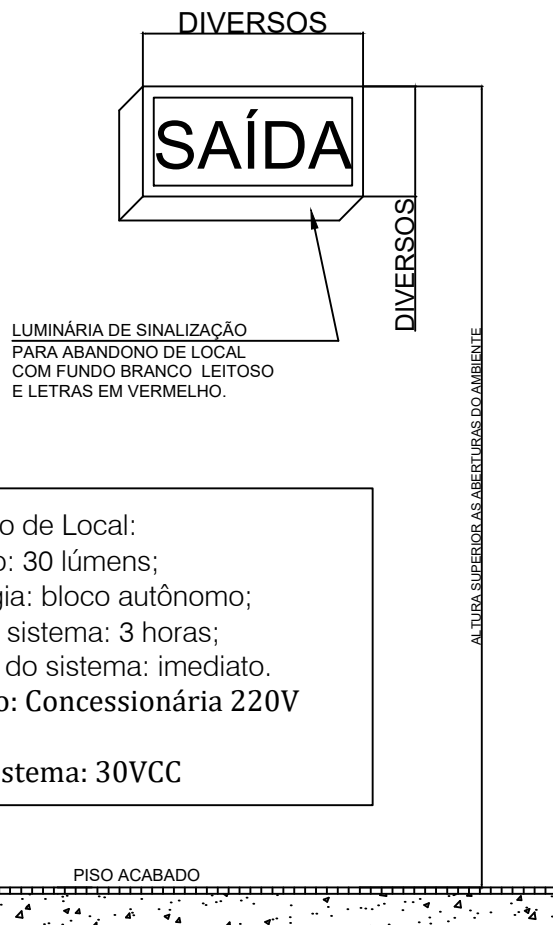 DIVERSOS
SAÍDA
DIVERSOS
LUMINÁRIA DE SINALIZAÇÃO
PARA ABANDONO DE LOCAL
COM FUNDO BRANCO LEITOSO
E LETRAS EM VERMELHO.
ALTURA SUPERIOR AS ABERTURAS DO AMBIENTE
o de Local:
o: 30 lúmens;
gia: bloco autônomo;
sistema: 3 horas;
do sistema: imediato.
o: Concessionária 220V
stema: 30VCC
PISO ACABADO